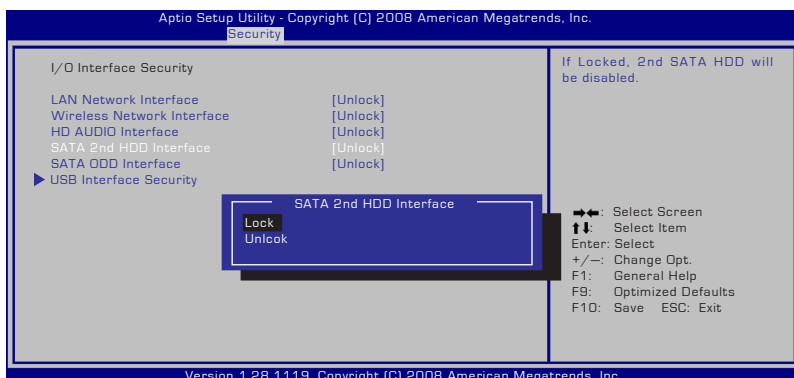 Aptio Setup Utility - Copyright (C) 2008 American Megatrends, Inc.
Security
I/O Interface Security
LAN Network Interface [Unlock]
Wireless Network Interface [Unlock]
HD AUDIO Interface [Unlock]
SATA 2nd HDD Interface [Unlock]
SATA ODD Interface [Unlock]
USB Interface Security
If Locked, 2nd SATA HDD will
be disabled.
SATA 2nd HDD Interface
Lock
Unlcok
→←: Select Screen
↑↓: Select Item
Enter: Select
+/—: Change Opt.
F1: General Help
F9: Optimized Defaults
F10: Save ESC: Exit
Version 1.28.1119. Copyright (C) 2008 American Megatrends, Inc.